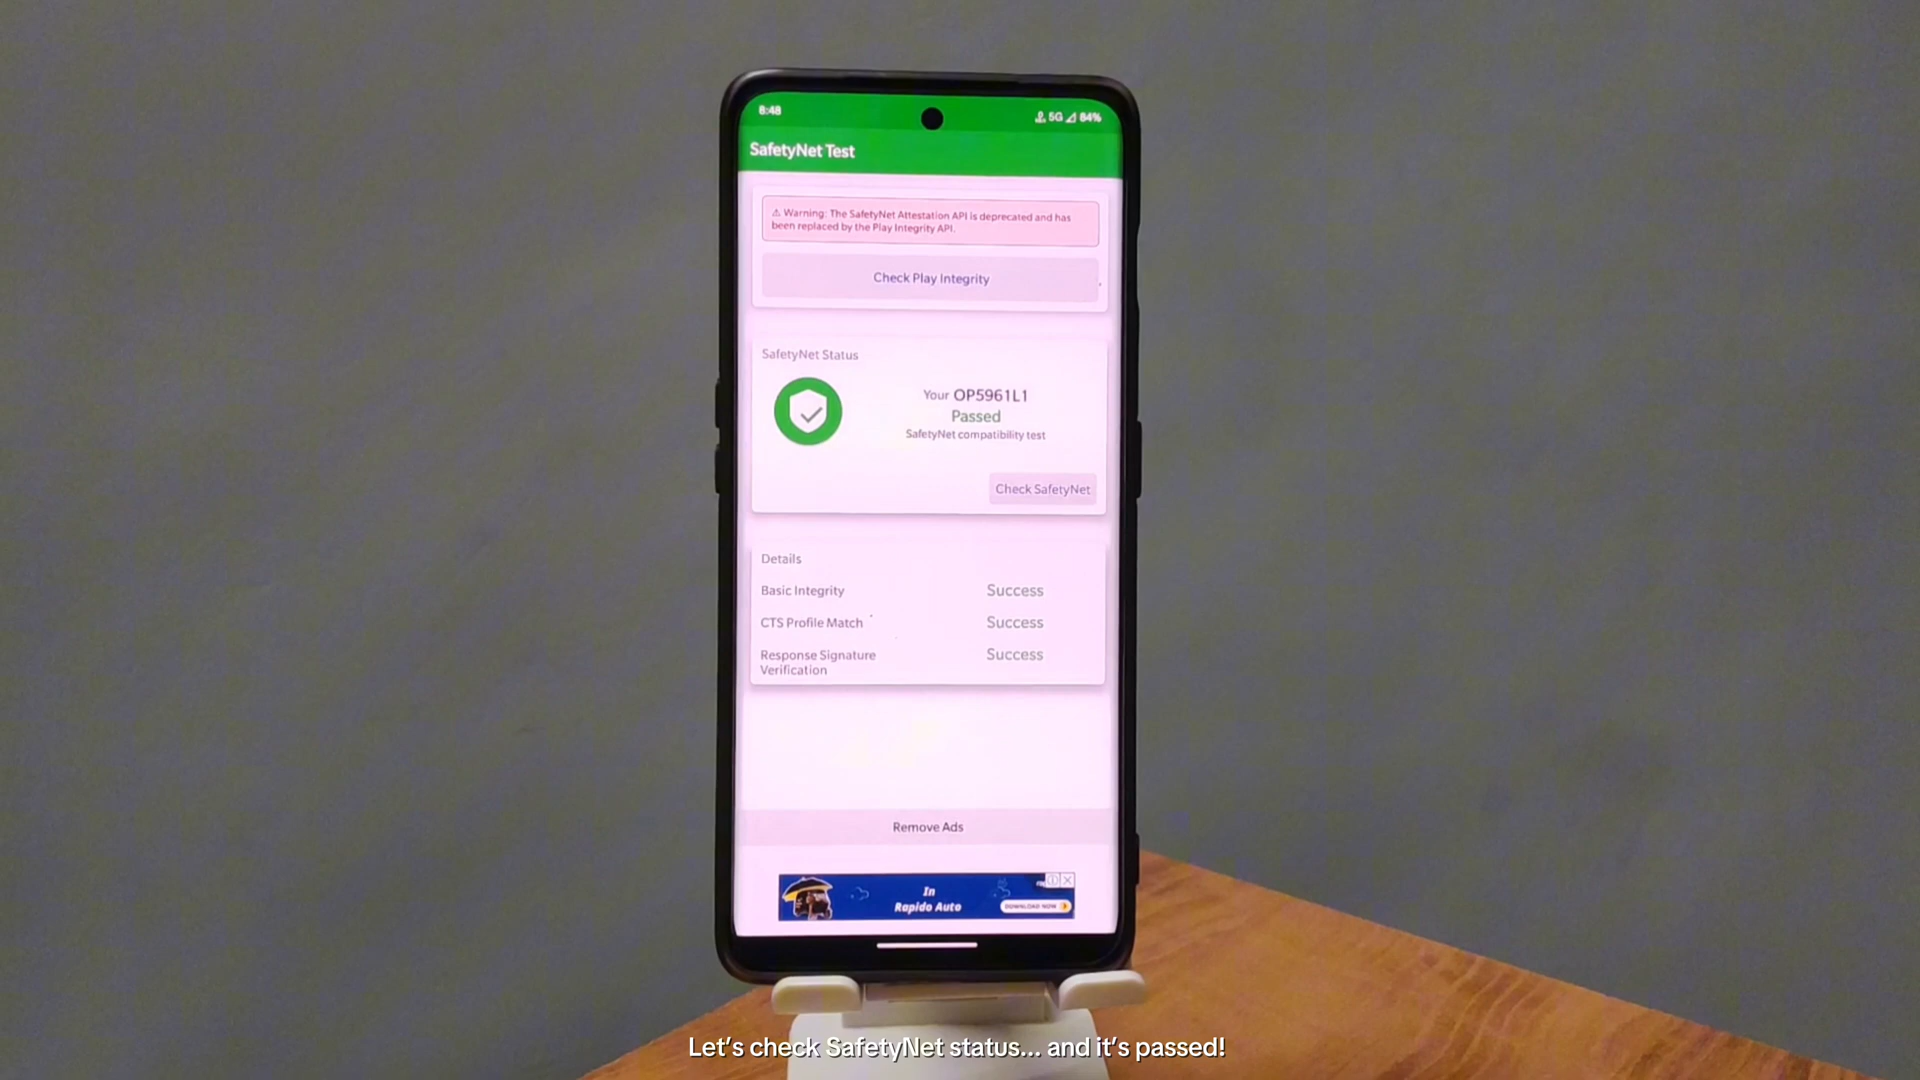 8:48
5G 84%
SafetyNet Test
⚠ Warning: The SafetyNet Attestation API is deprecated and has
been replaced by the Play Integrity API.
Check Play Integrity
SafetyNet Status
Your OP5961L1
Passed
SafetyNet compatibility test
Check SafetyNet
Details
Basic Integrity Success
CTS Profile Match Success
Response Signature Success
Verification
Remove Ads
In
Rapido Auto
DOWNLOAD NOW
Let's check SafetyNet status... and it's passed!